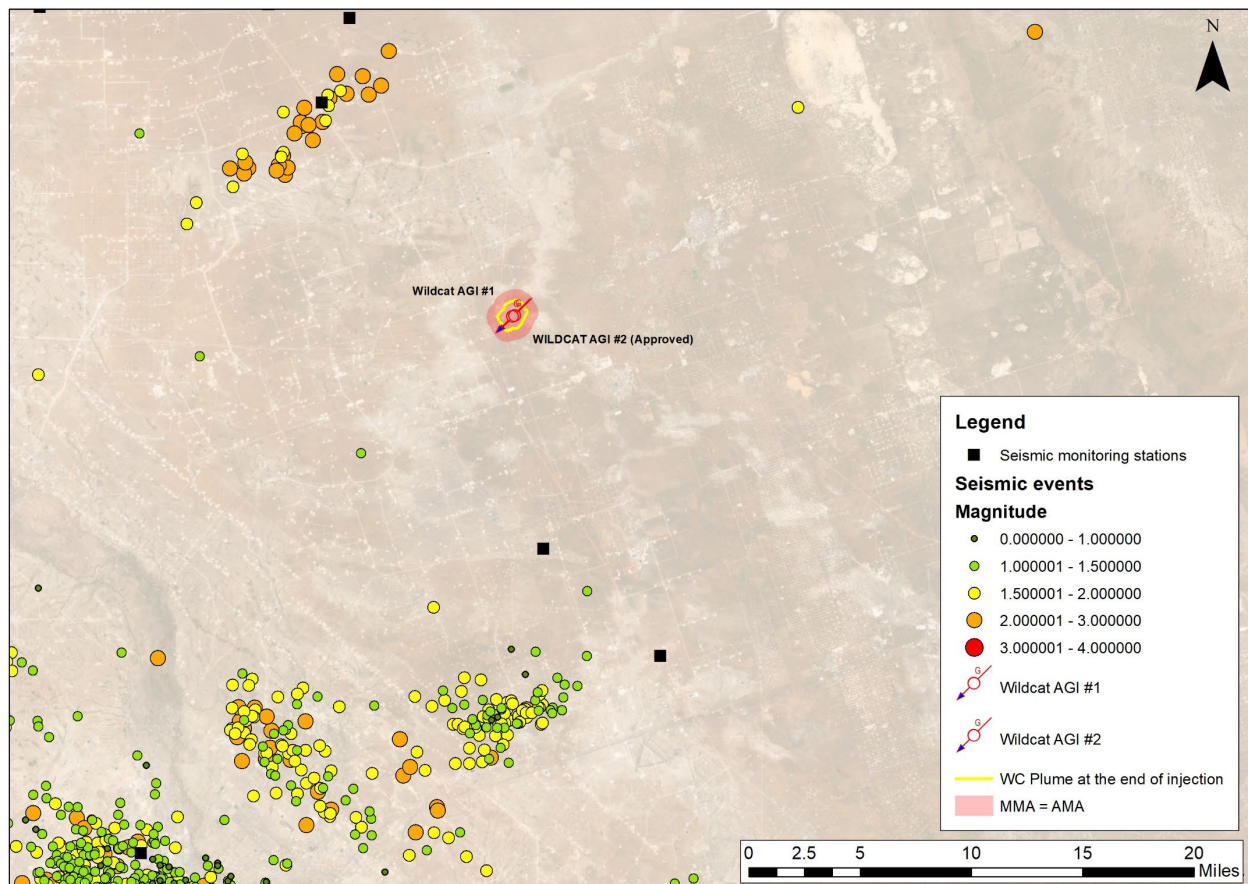 N
Wildcat AGI #1
G
WILDCAT AGI #2 (Approved)
Legend
Seismic monitoring stations
Seismic events
Magnitude
0.000000 - 1.000000
1.000001 - 1.500000
1.500001 - 2.000000
2.000001 - 3.000000
3.000001 - 4.000000
G
Wildcat AGI #1
G
Wildcat AGI #2
WC Plume at the end of injection
MMA = AMA
0 2.5 5 10 15 20
Miles